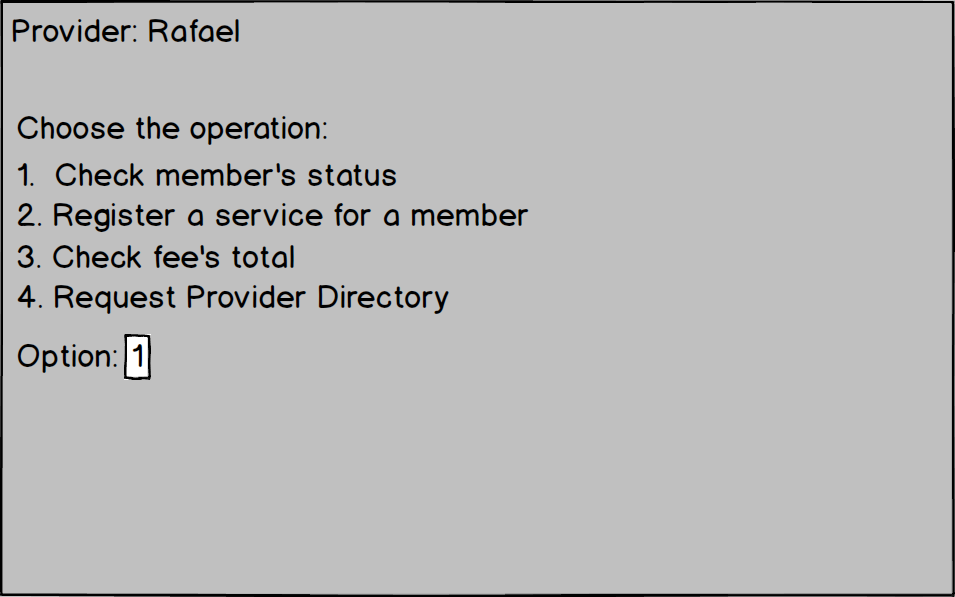 Provider: Rafael
Choose the operation:
1. Check member's status
2. Register a service for a member
3. Check fee's total
4. Request Provider Directory
Option: 1